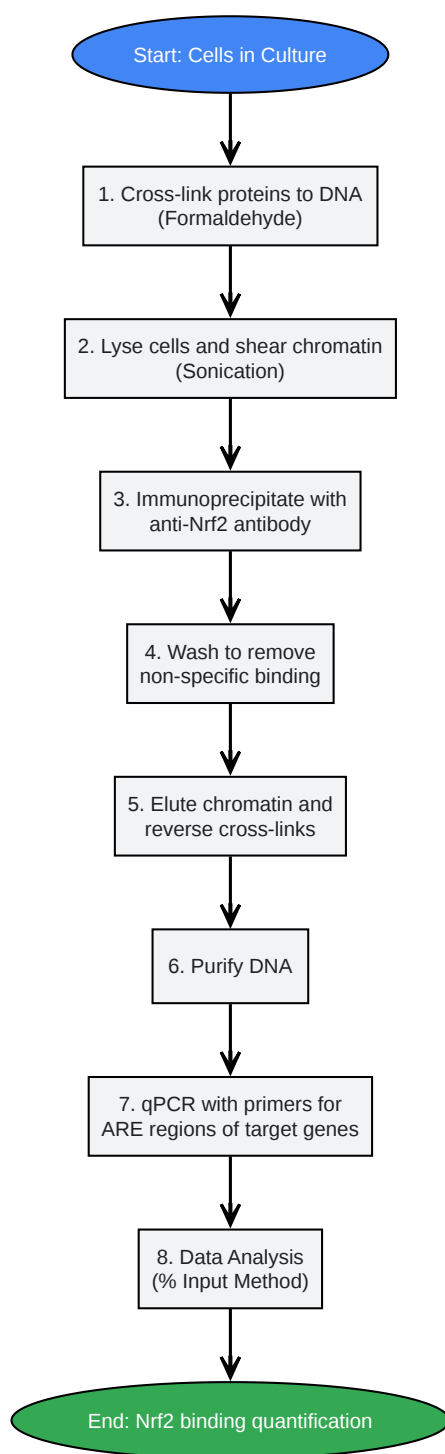 Start: Cells in Culture
1. Cross-link proteins to DNA
(Formaldehyde)
2. Lyse cells and shear chromatin
(Sonication)
3. Immunoprecipitate with
anti-Nrf2 antibody
4. Wash to remove
non-specific binding
5. Elute chromatin and
reverse cross-links
6. Purify DNA
7. qPCR with primers for
ARE regions of target genes
8. Data Analysis
(% Input Method)
End: Nrf2 binding quantification